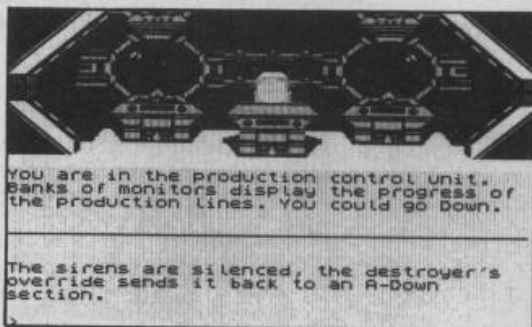 You are in the production control unit.
Banks of monitors display the progress of
the production lines. You could go Down.
The sirens are silenced, the destroyer's
override sends it back to an A-Down
section.
>